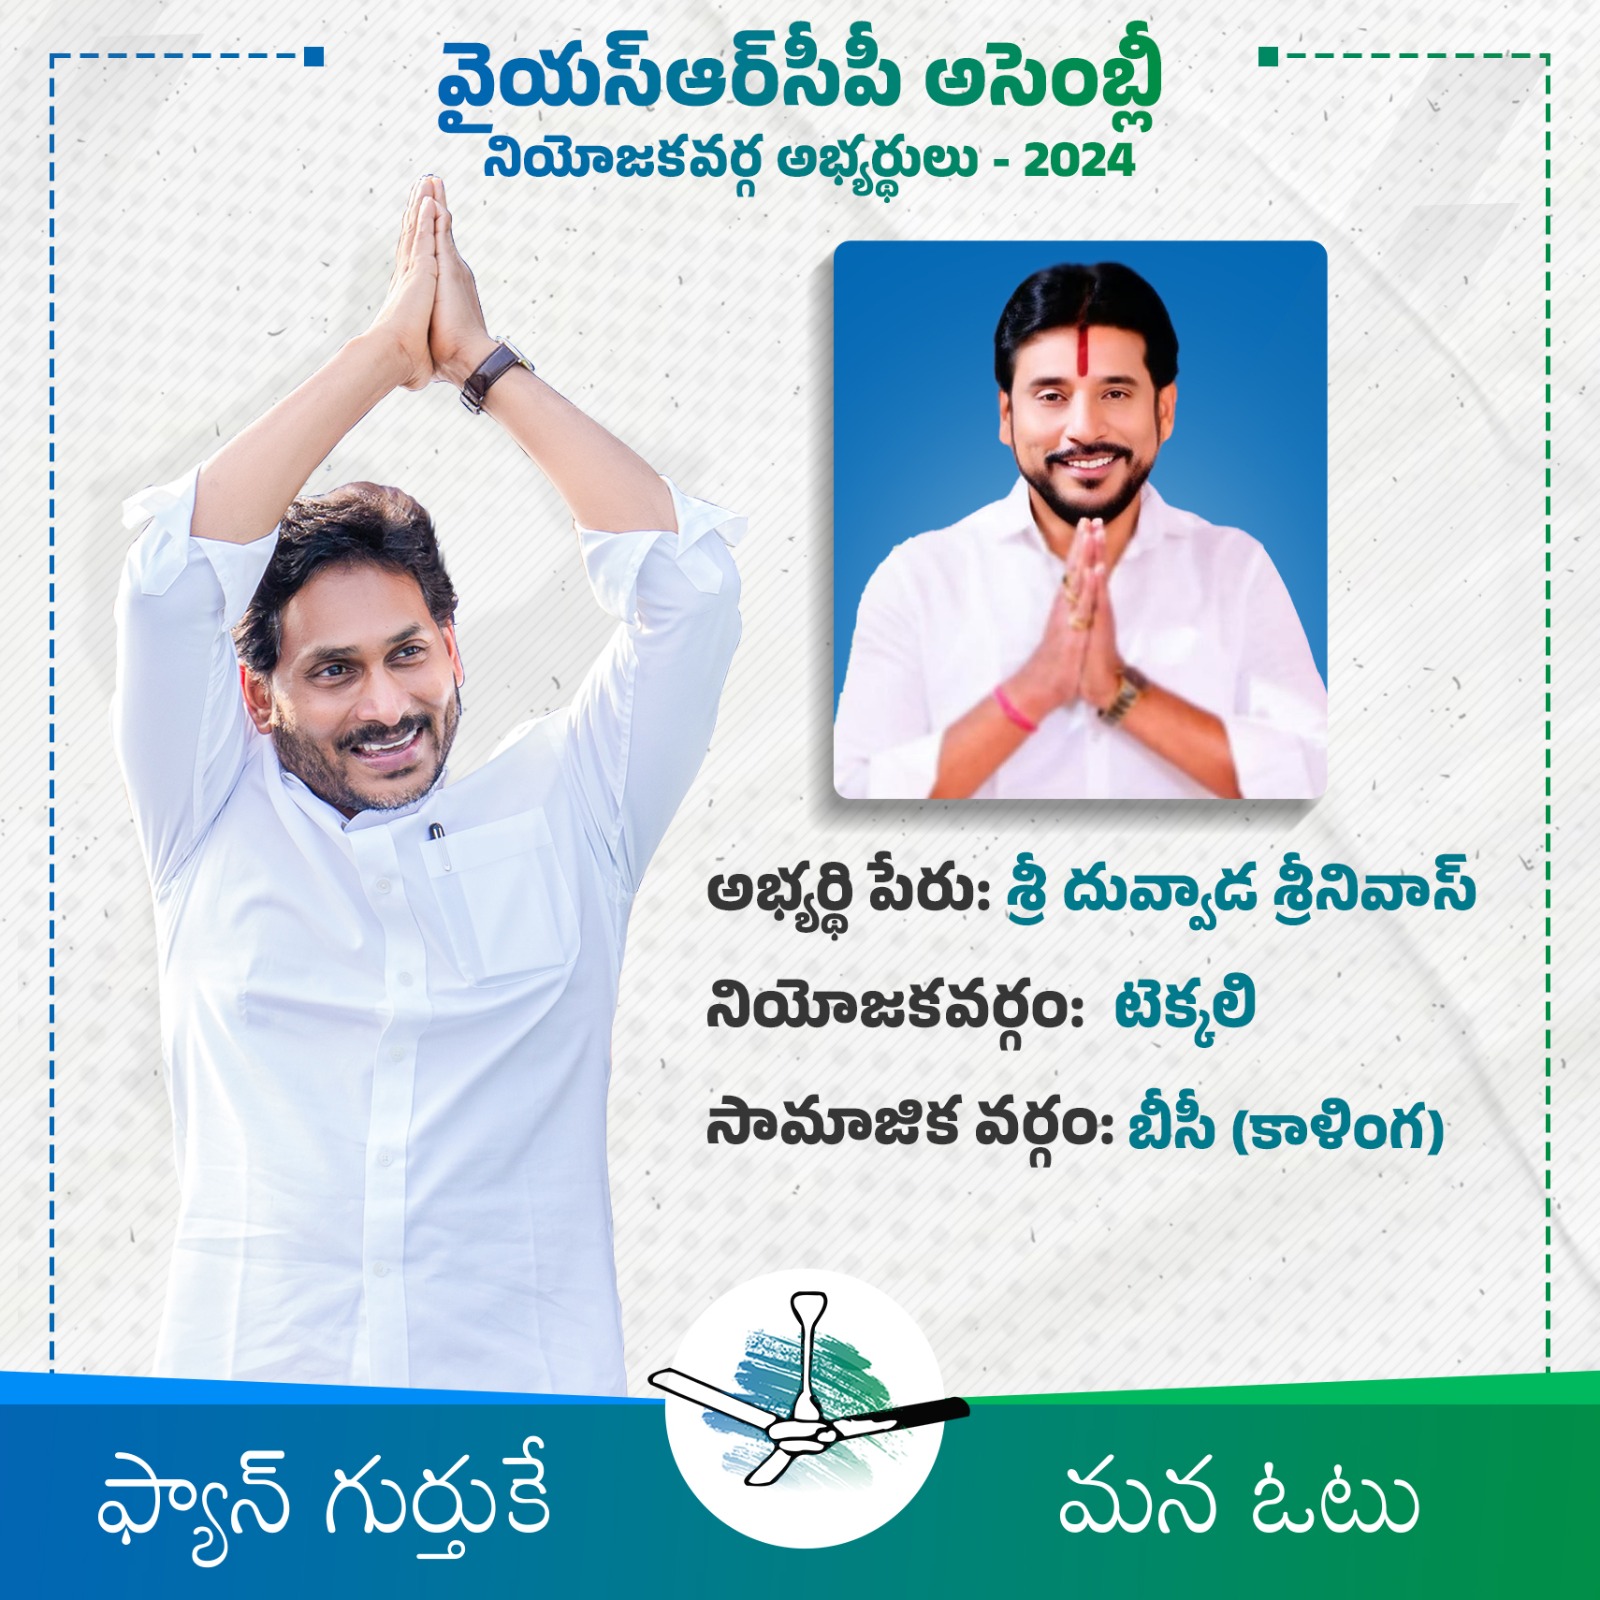 వైయస్ఆర్‌సీపీ అసెంబ్లీ
నియోజకవర్గ అభ్యర్థులు - 2024
అభ్యర్థి పేరు: శ్రీ దువ్వాడ శ్రీనివాస్
నియోజకవర్గం: టెక్కలి
సామాజిక వర్గం: బీసీ (కాళింగ)
ఫ్యాన్ గుర్తుకే మన ఓటు